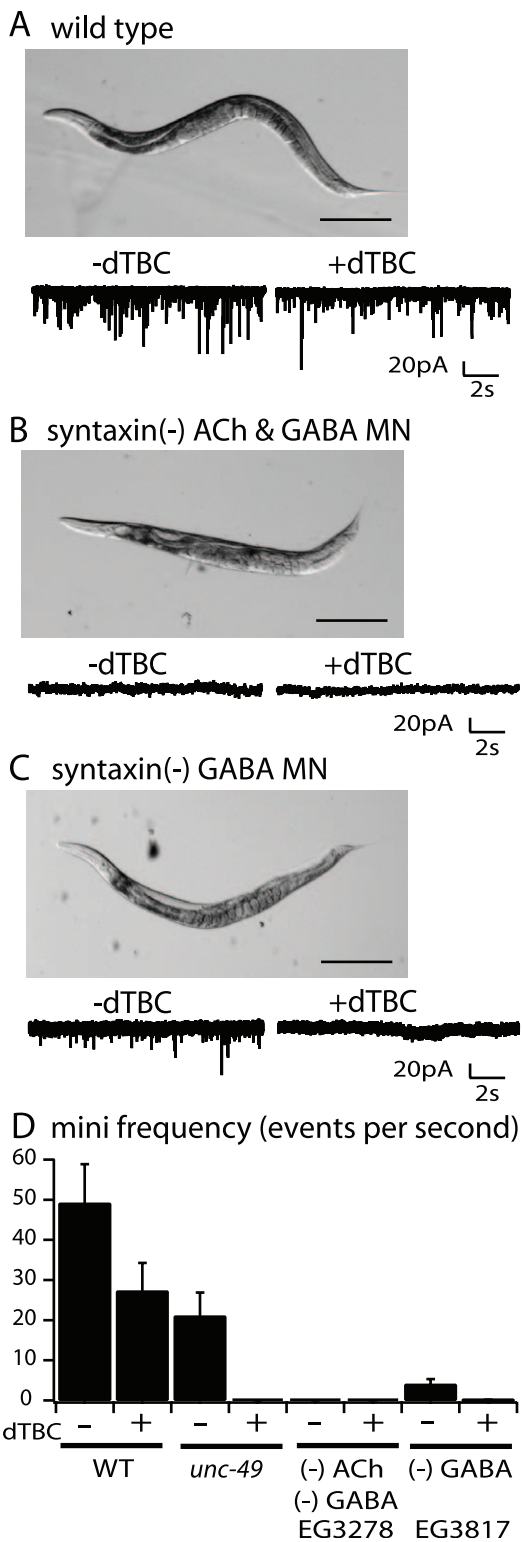 A wild type
-dTBC +dTBC
20pA
2s
B syntaxin(-) ACh & GABA MN
-dTBC +dTBC
20pA
2s
C syntaxin(-) GABA MN
-dTBC +dTBC
20pA
2s
D mini frequency (events per second)
60
50
40
30
20
10
0
dTBC − + − + − + − +
WT unc-49 (-) ACh (-) GABA
(-) GABA
EG3278 EG3817